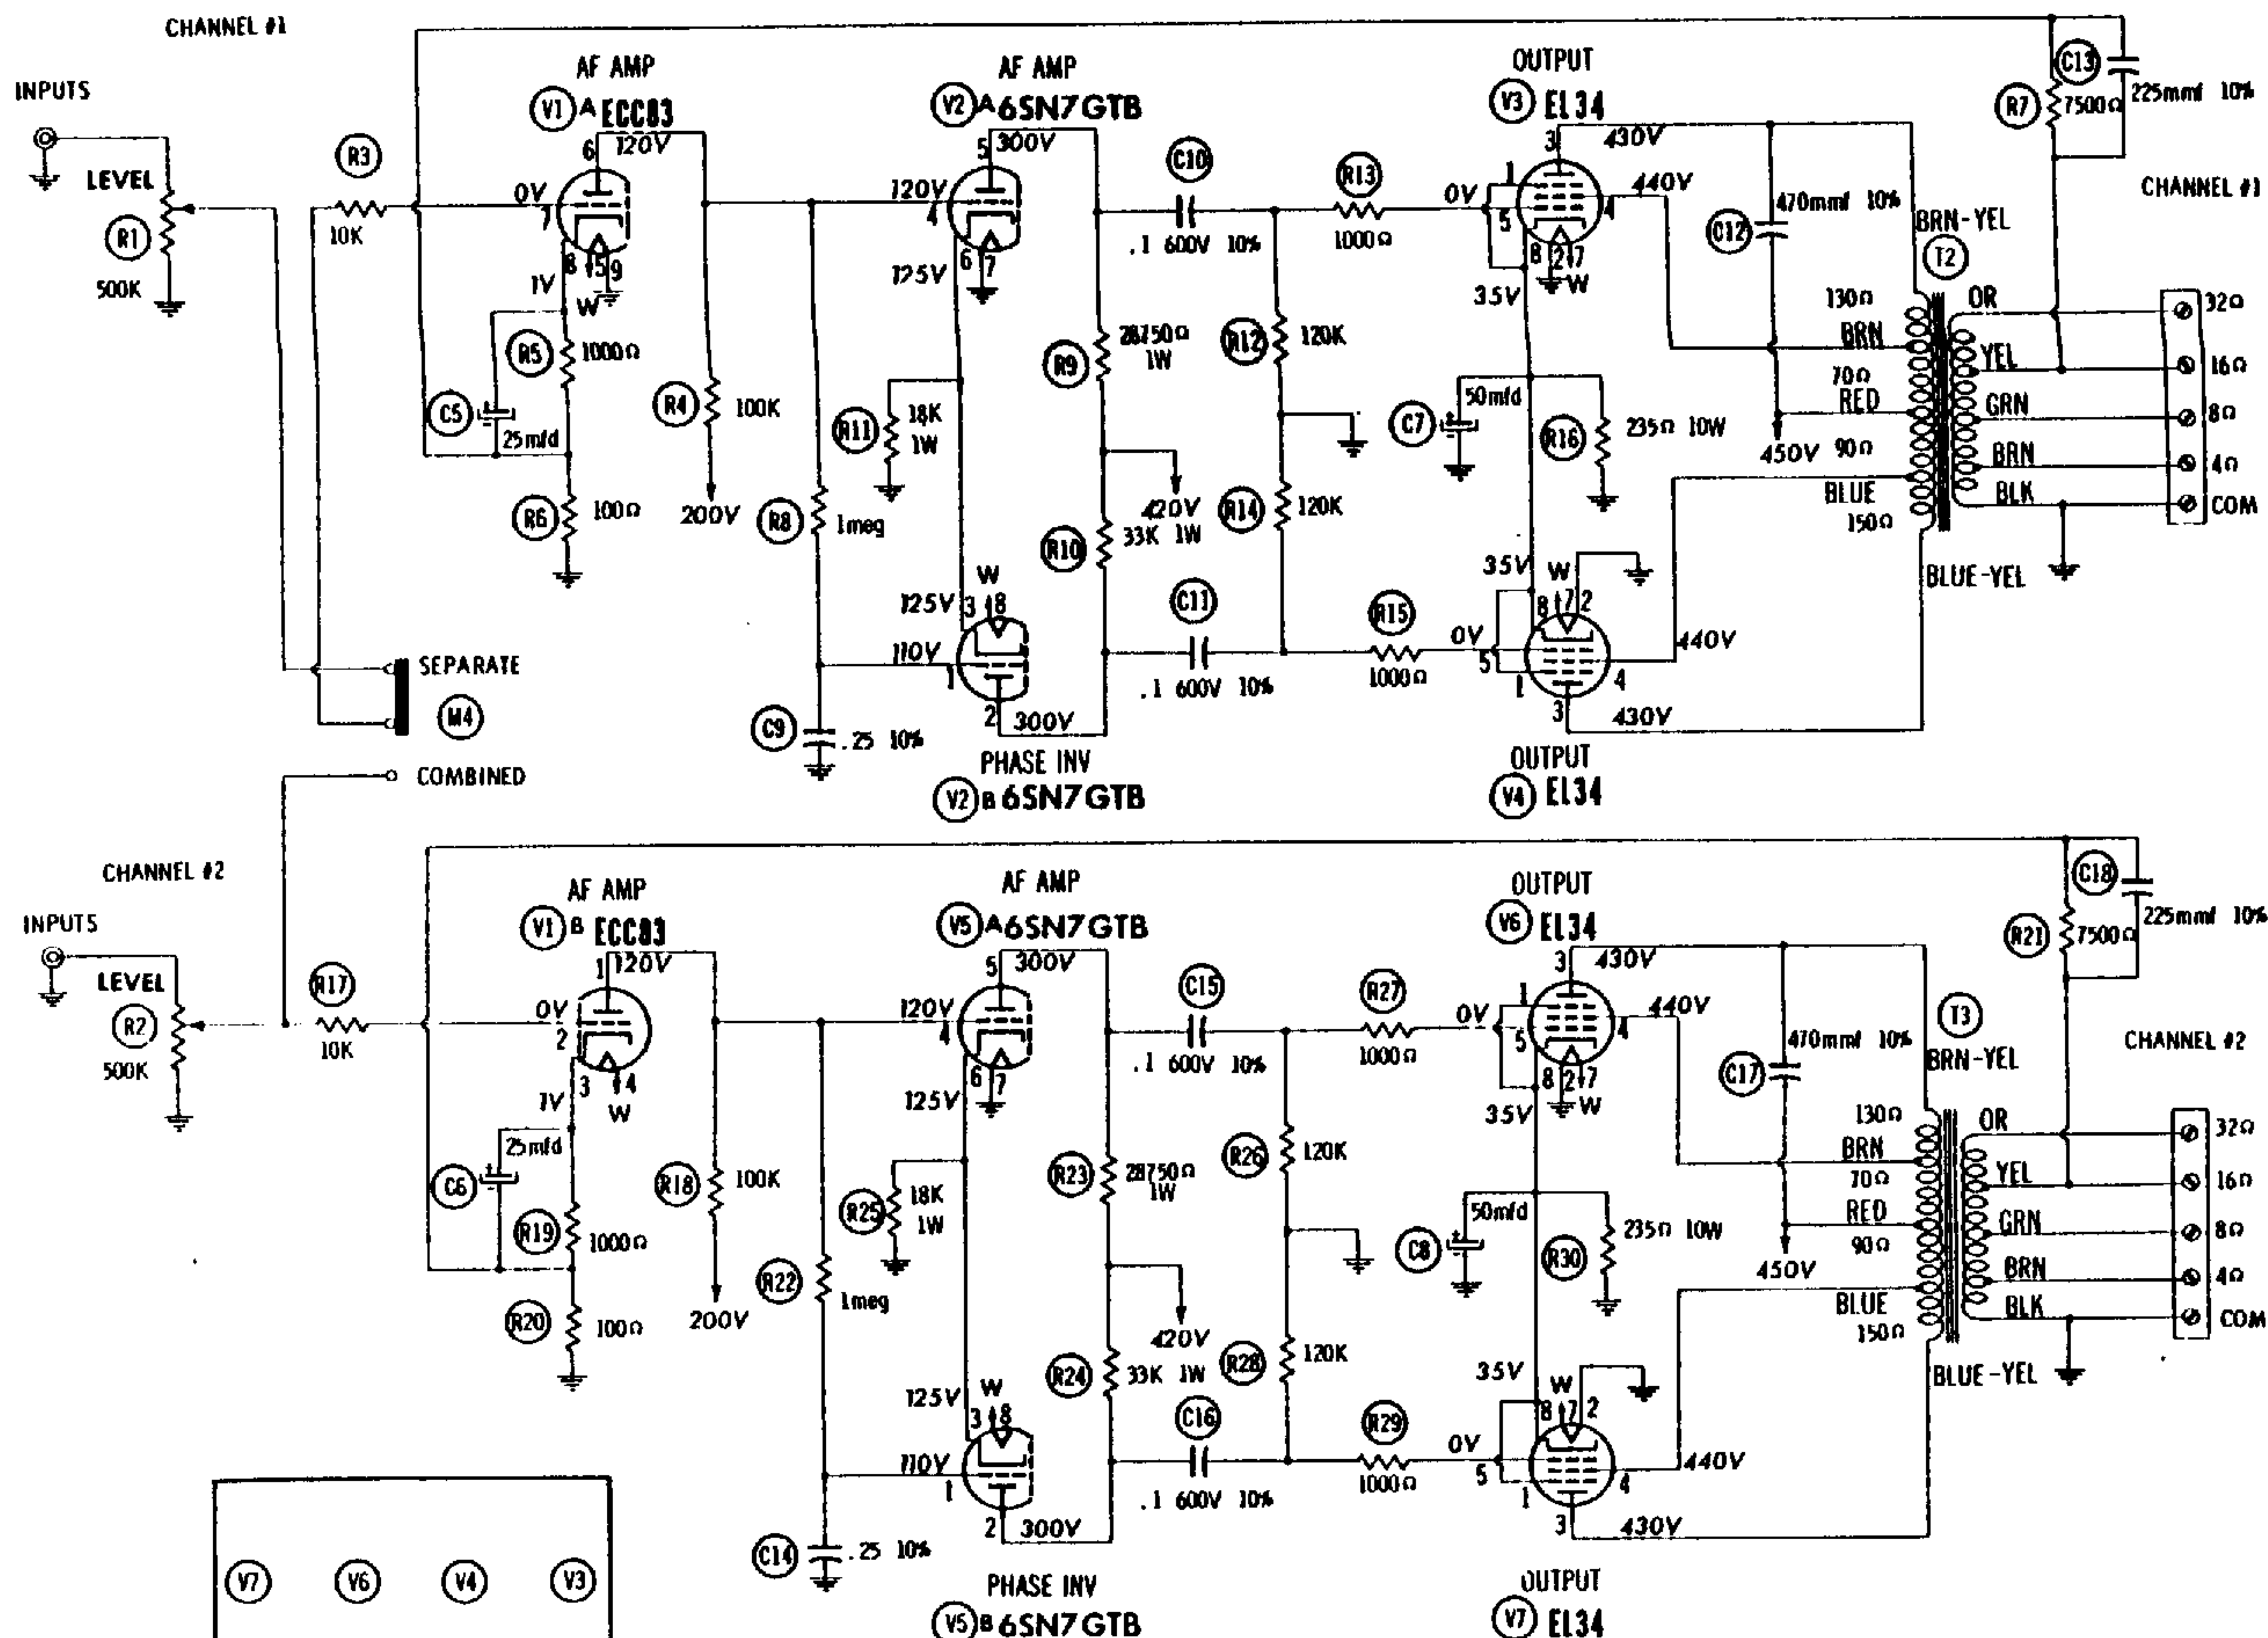 CHANNEL #1
INPUTS
LEVEL
R1
500K
R3
10K
AF AMP
V1 A ECC83
6
120V
0V
7
8 5 9
1V
W
R5
1000Ω
C5
25mfd
R6
100Ω
R4
100K
200V
AF AMP
V2 A 6SN7GTB
5
300V
120V
4
6 7
125V
R11
18K
1W
R8
1meg
R9
28750Ω
1W
420V
R10
33K 1W
C10
.1 600V 10%
R12
120K
R14
120K
R13
1000Ω
OUTPUT
V3 EL34
3
430V
1
0V
5
4
440V
8 2 7
W
35V
50mfd
C7
R16
235Ω 10W
470mmf 10%
C12
450V
C13
225mmf 10%
R7
7500Ω
CHANNEL #1
BRN-YEL
T2
130Ω
BRN
70Ω
RED
90Ω
BLUE
150Ω
BLUE-YEL
OR
32Ω
YEL
16Ω
GRN
8Ω
BRN
4Ω
BLK
COM
SEPARATE
M4
COMBINED
W
125V
3 8
110V
1
2
300V
C9
.25 10%
PHASE INV
V2 B 6SN7GTB
C11
.1 600V 10%
R15
1000Ω
35V
W
8 7 2
0V
5
1
4
440V
3
430V
OUTPUT
V4 EL34
CHANNEL #2
INPUTS
LEVEL
R2
500K
R17
10K
AF AMP
V1 B ECC83
1
120V
0V
2
3 4
1V
W
25mfd
C6
R19
1000Ω
R20
100Ω
R18
100K
200V
AF AMP
V5 A 6SN7GTB
5
300V
120V
4
6 7
125V
R25
18K
1W
R22
1meg
R23
28750Ω
1W
420V
R24
33K 1W
C15
.1 600V 10%
R26
120K
R28
120K
R27
1000Ω
OUTPUT
V6 EL34
3
430V
1
0V
5
4
440V
8 2 7
W
35V
50mfd
C8
R30
235Ω 10W
470mmf 10%
C17
450V
C18
225mmf 10%
R21
7500Ω
CHANNEL #2
T3
BRN-YEL
130Ω
BRN
70Ω
RED
90Ω
BLUE
150Ω
BLUE-YEL
OR
32Ω
YEL
16Ω
GRN
8Ω
BRN
4Ω
BLK
COM
W
125V
3 8
110V
1
2
300V
C14
.25 10%
PHASE INV
V5 B 6SN7GTB
C16
.1 600V 10%
R29
1000Ω
35V
W
8 7 2
0V
5
1
4
440V
3
430V
OUTPUT
V7 EL34
V7 V6 V4 V3